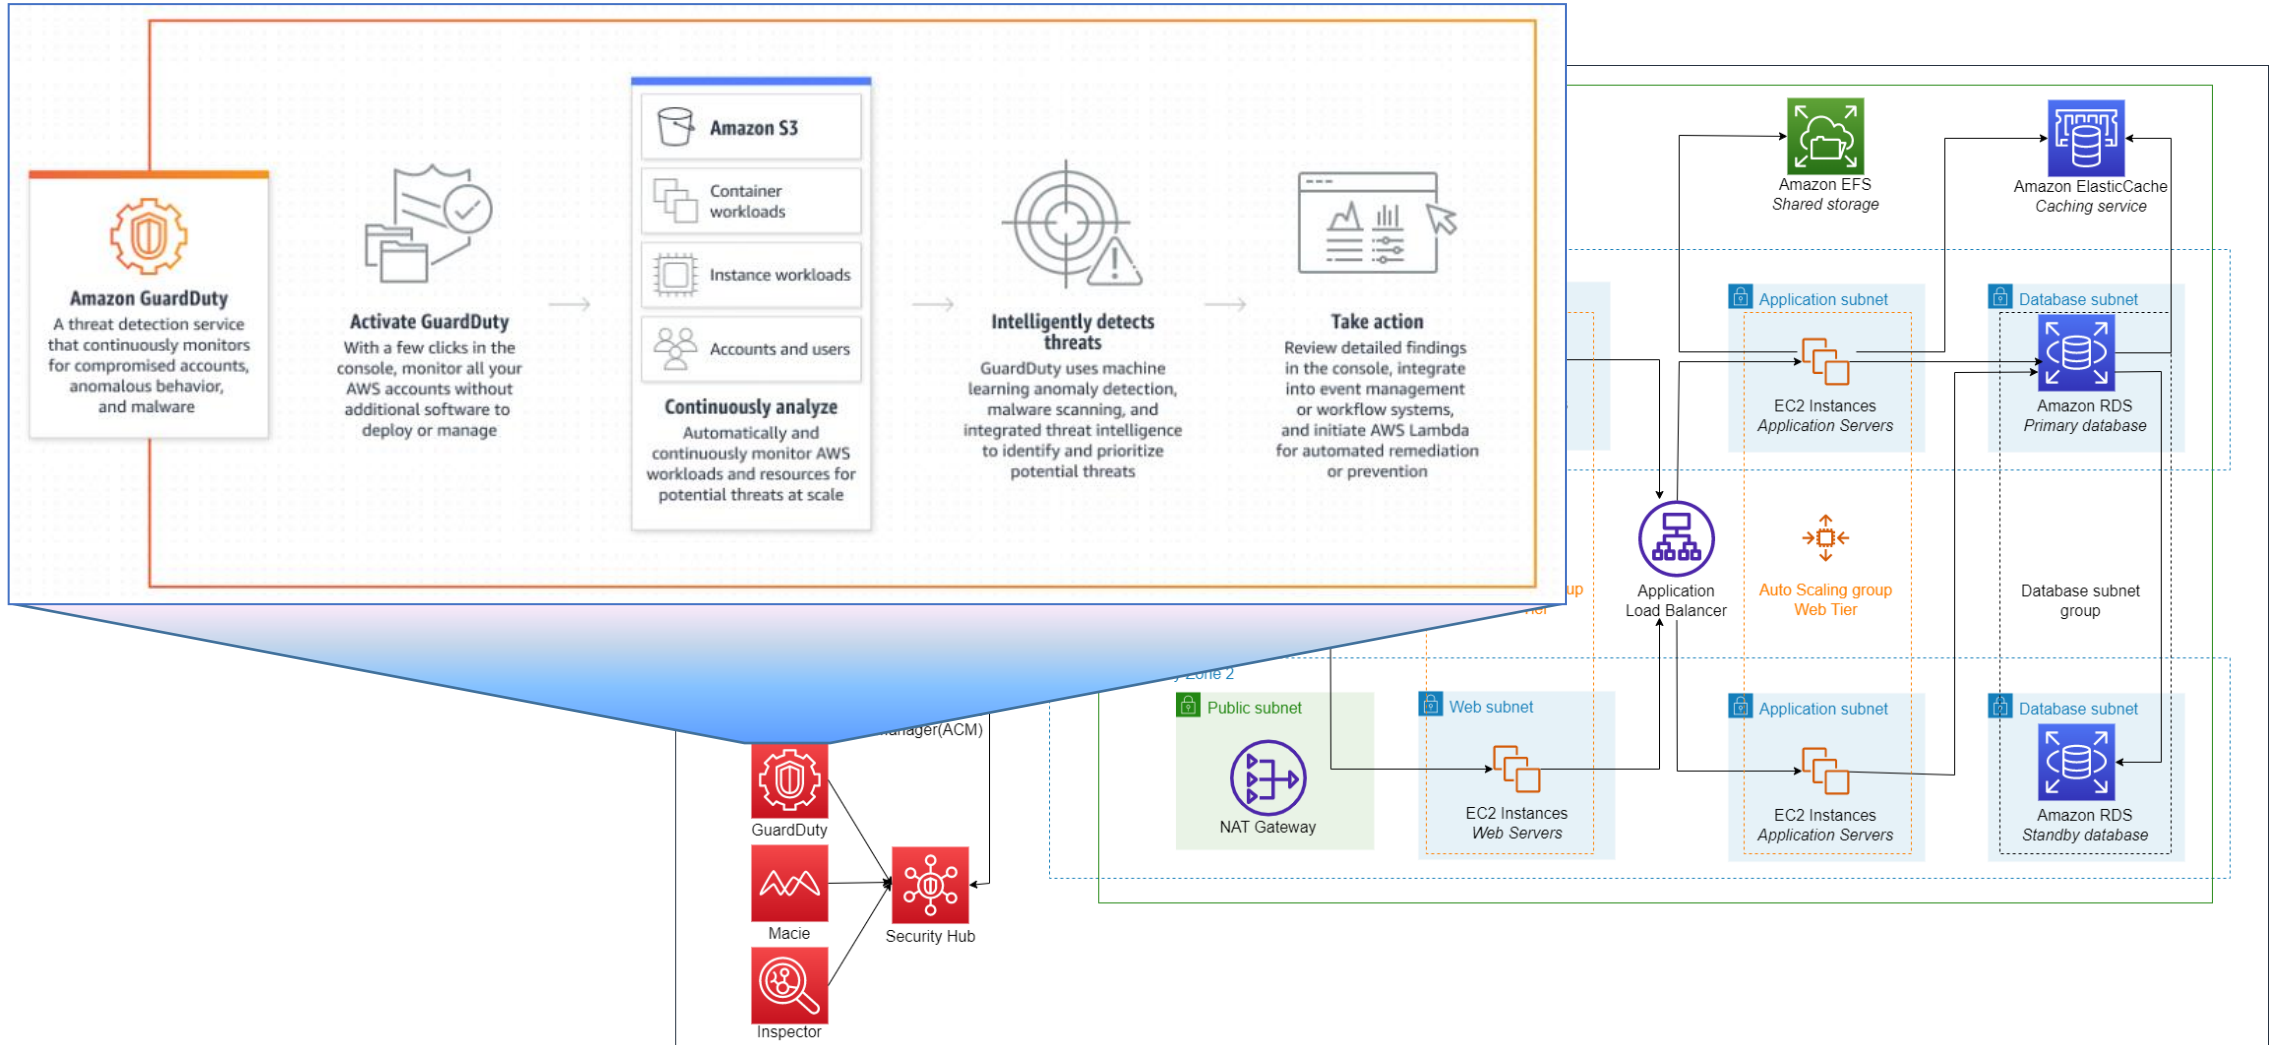 Amazon GuardDuty
A threat detection service
that continuously monitors
for compromised accounts,
anomalous behavior,
and malware
Activate GuardDuty
With a few clicks in the
console, monitor all your
AWS accounts without
additional software to
deploy or manage
Amazon S3
Container
workloads
Instance workloads
Accounts and users
Continuously analyze
Automatically and
continuously monitor AWS
workloads and resources for
potential threats at scale
Intelligently detects
threats
GuardDuty uses machine
learning anomaly detection,
malware scanning, and
integrated threat intelligence
to identify and prioritize
potential threats
Take action
Review detailed findings
in the console, integrate
into event management
or workflow systems,
and initiate AWS Lambda
for automated remediation
or prevention
Amazon EFS
Shared storage
Amazon ElasticCache
Caching service
Application subnet
EC2 Instances
Application Servers
Database subnet
Amazon RDS
Primary database
Application
Load Balancer
Auto Scaling group
Web Tier
Database subnet
group
Zone 2
Public subnet
NAT Gateway
Web subnet
EC2 Instances
Web Servers
Application subnet
EC2 Instances
Application Servers
Database subnet
Amazon RDS
Standby database
(ACM)
GuardDuty
Macie
Inspector
Security Hub